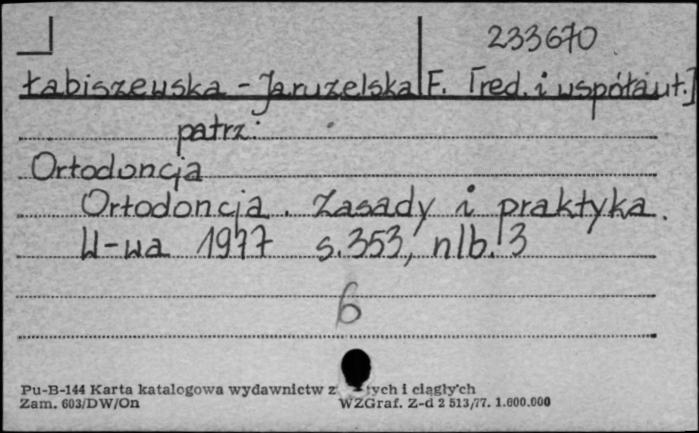 233670
Łabiszewska-Jaruzelska F. [red. i współaut.]
patrz:
Ortodoncja
Ortodoncja. Zasady i praktyka.
W-wa 1977 s.353, nlb. 3
6
Pu-B-144 Karta katalogowa wydawnictw z ych i ciągłych
Zam. 603/DW/On WZGraf. Z-d 2 513/77. 1.600.000